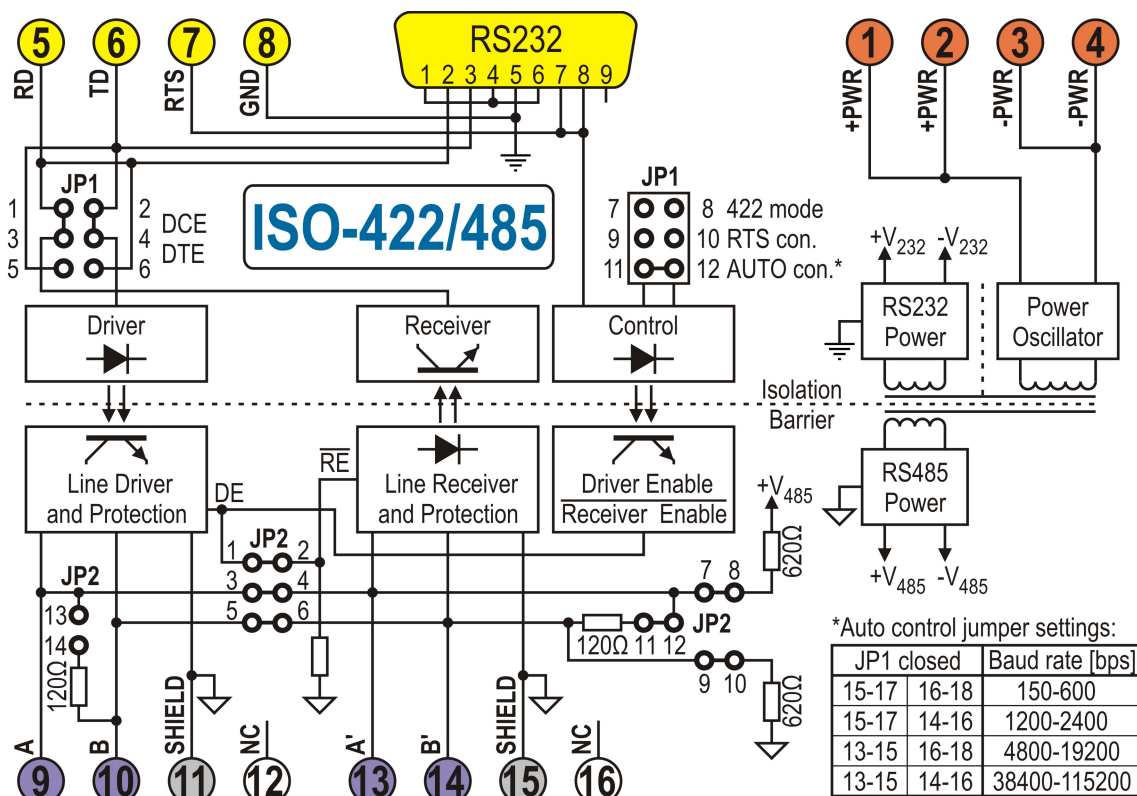 5 6 7 8 RS232 1 2 3 4
RD TD RTS GND
1 2 3 4 5 6 7 8 9
+PWR +PWR -PWR -PWR
JP1
1 2 DCE
3 4 DTE
5 6
ISO-422/485
JP1
7 8 422 mode
9 10 RTS con.
11 12 AUTO con.*
+V232 -V232
Driver
Receiver
Control
RS232
Power
Power
Oscillator
Isolation
Barrier
Line Driver
and Protection
DE
RE
Line Receiver
and Protection
Driver Enable
Receiver Enable
+V485
620Ω
RS485
Power
+V485 -V485
JP2
1 2
3 4
5 6
JP2
13
14
120Ω
7 8
120Ω 11 12 JP2
9 10
620Ω
*Auto control jumper settings:
JP1 closed Baud rate [bps]
15-17 16-18 150-600
15-17 14-16 1200-2400
13-15 16-18 4800-19200
13-15 14-16 38400-115200
A B SHIELD NC A' B' SHIELD NC
9 10 11 12 13 14 15 16